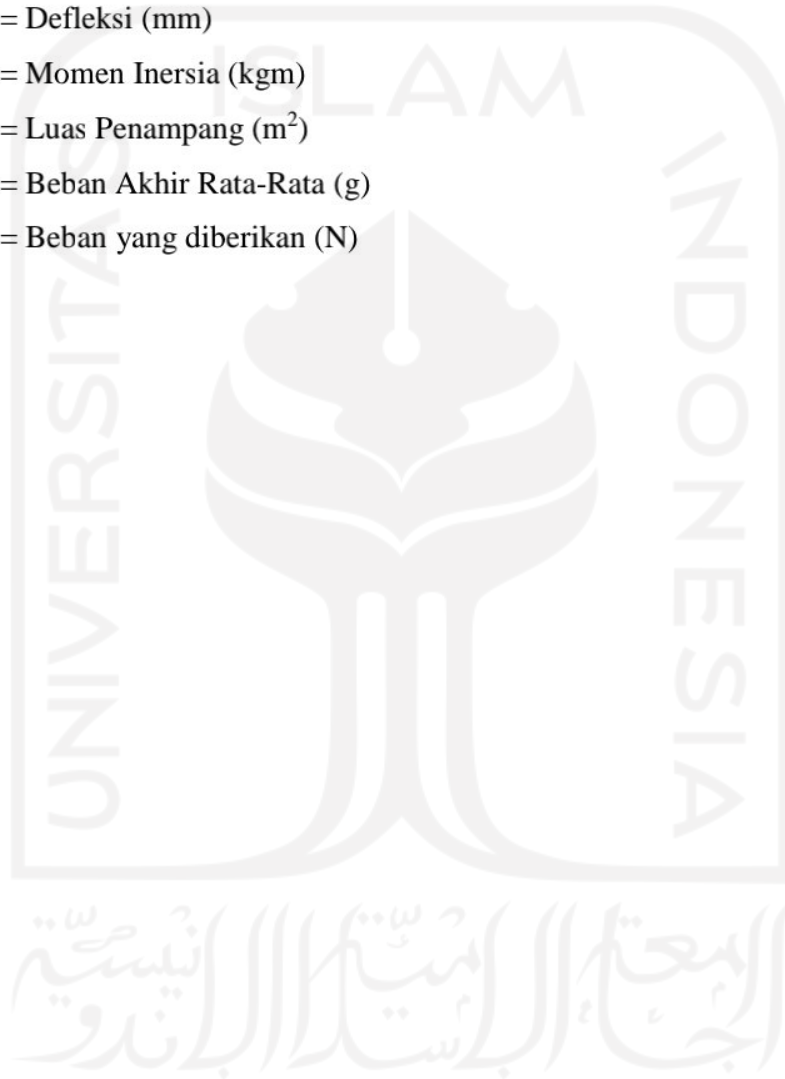 = Defleksi (mm)
= Momen Inersia (kgm)
= Luas Penampang (m²)
= Beban Akhir Rata-Rata (g)
= Beban yang diberikan (N)
ISLAM
UNIVERSITAS
INDONESIA